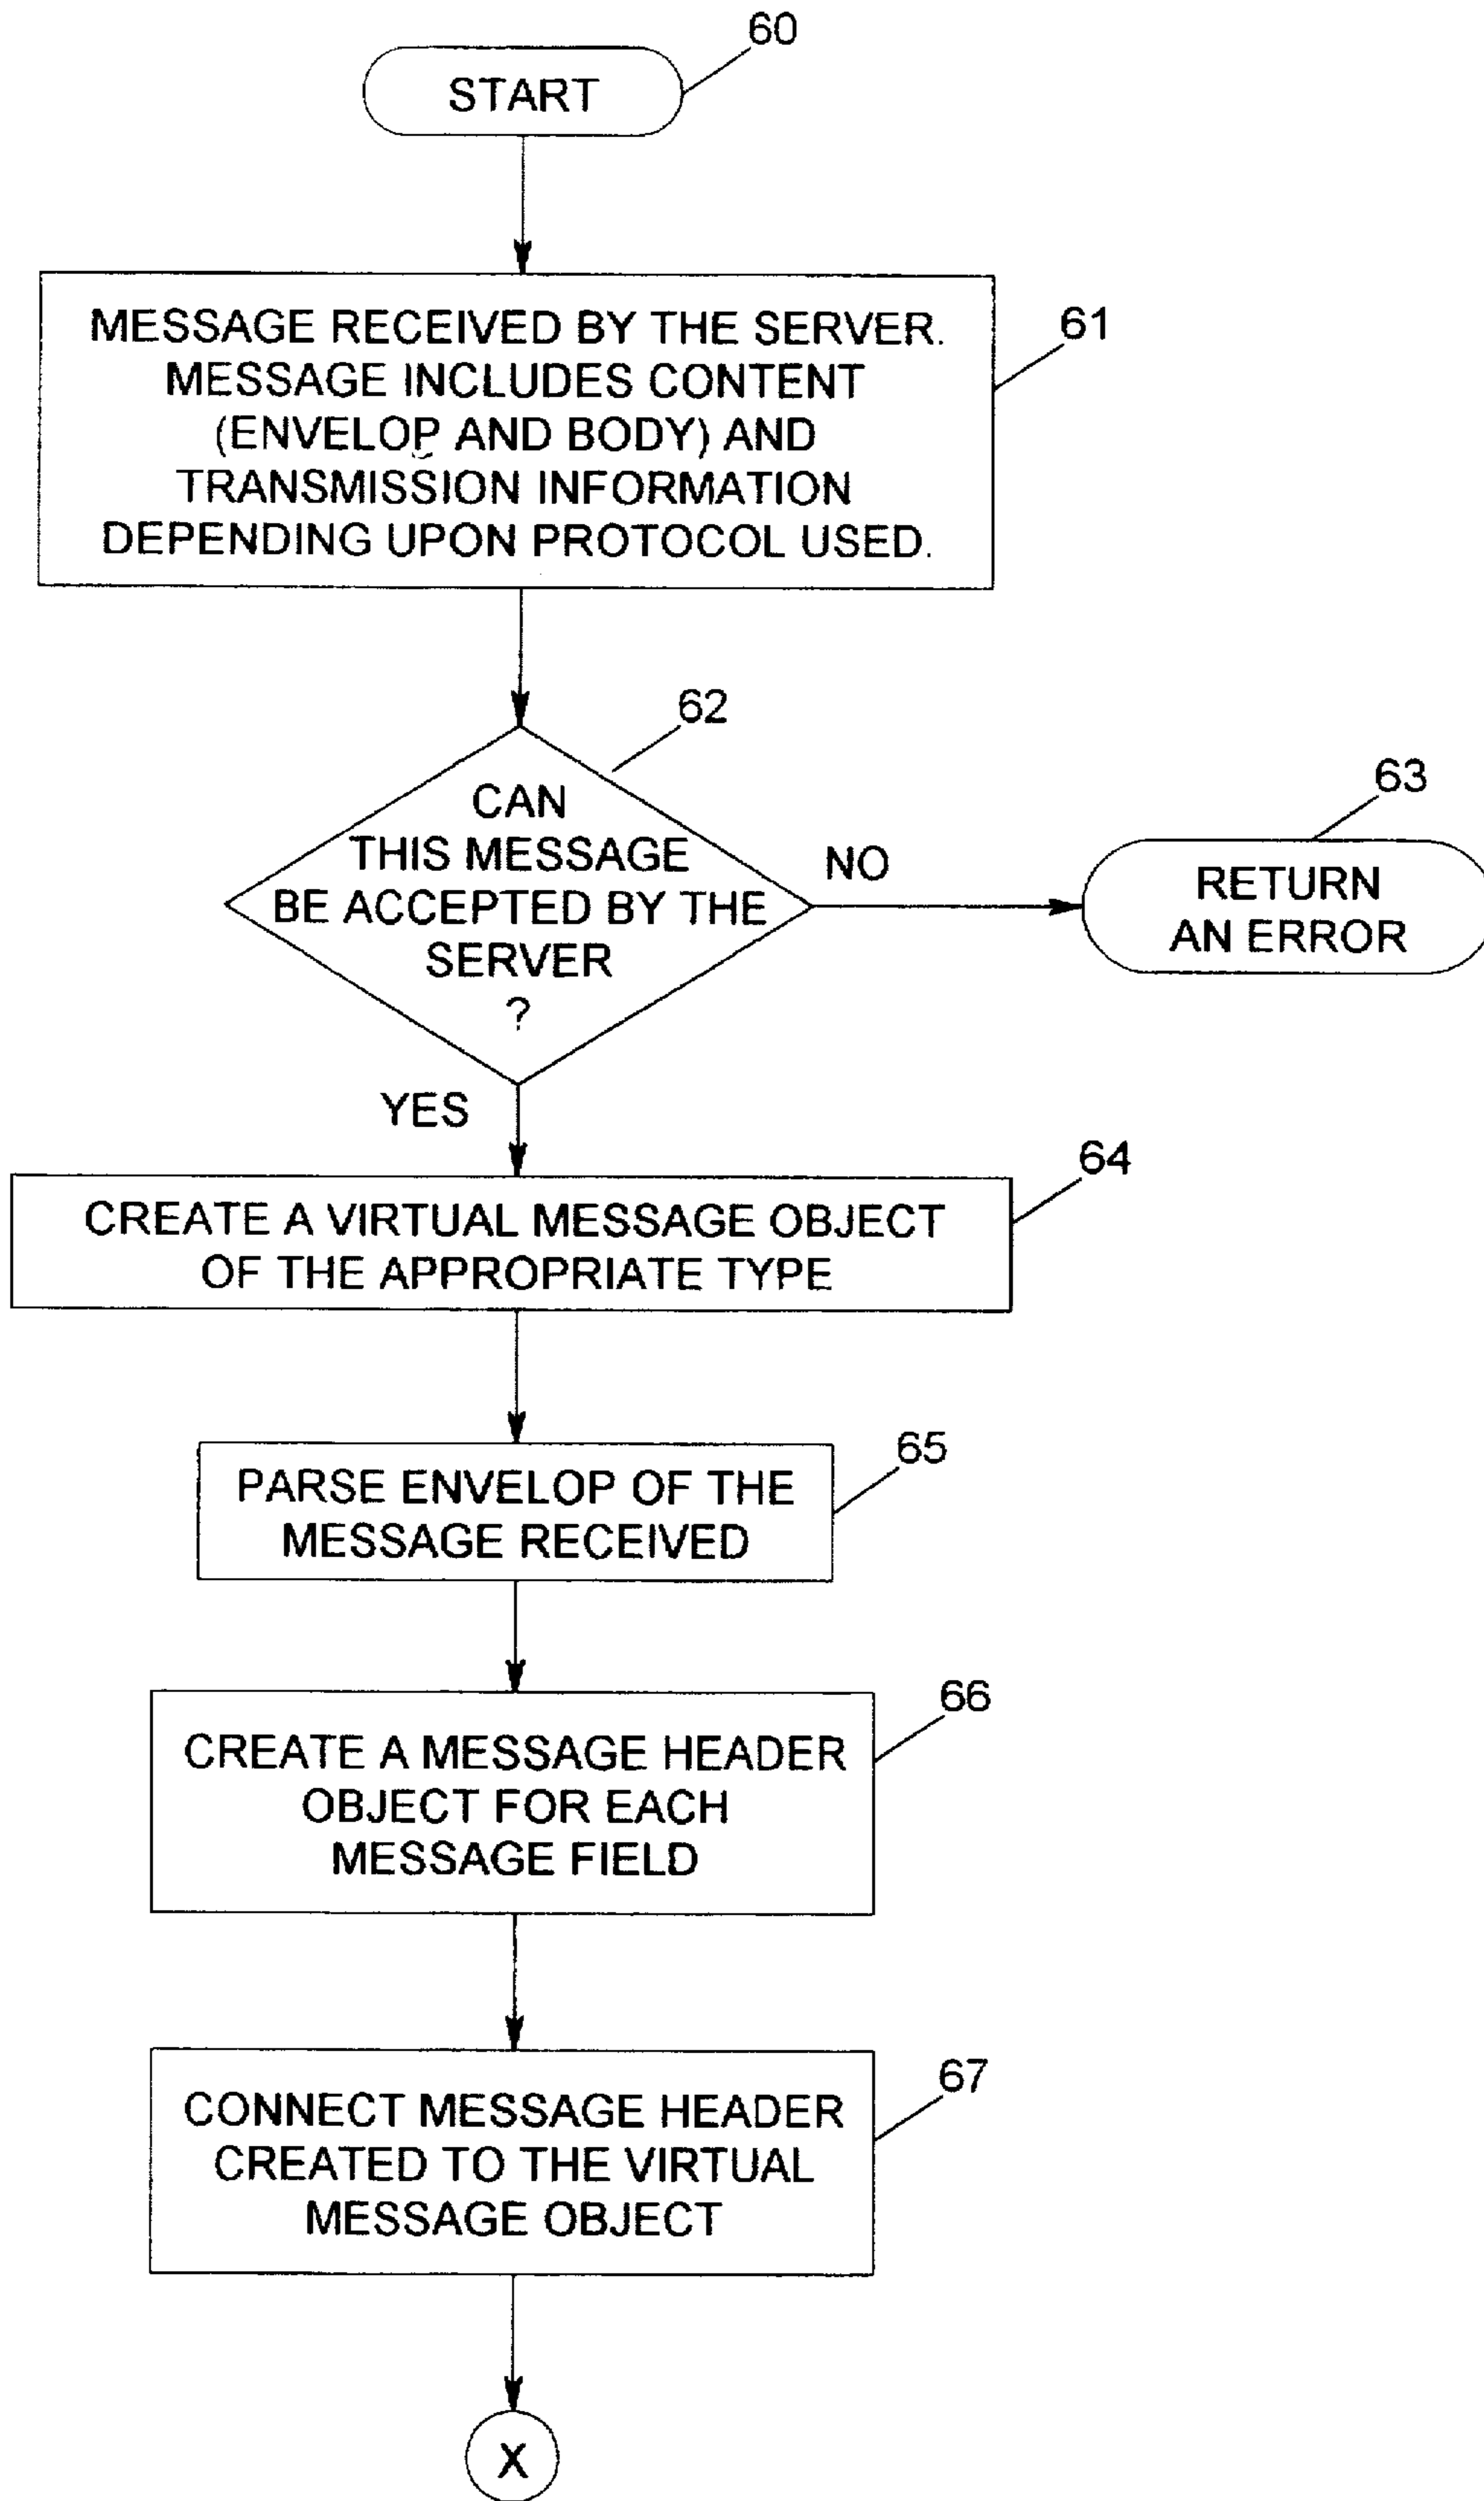 60
START
61
MESSAGE RECEIVED BY THE SERVER.
MESSAGE INCLUDES CONTENT
(ENVELOP AND BODY) AND
TRANSMISSION INFORMATION
DEPENDING UPON PROTOCOL USED.
62
CAN
THIS MESSAGE
BE ACCEPTED BY THE
SERVER
?
NO
63
RETURN
AN ERROR
YES
64
CREATE A VIRTUAL MESSAGE OBJECT
OF THE APPROPRIATE TYPE
65
PARSE ENVELOP OF THE
MESSAGE RECEIVED
66
CREATE A MESSAGE HEADER
OBJECT FOR EACH
MESSAGE FIELD
67
CONNECT MESSAGE HEADER
CREATED TO THE VIRTUAL
MESSAGE OBJECT
X